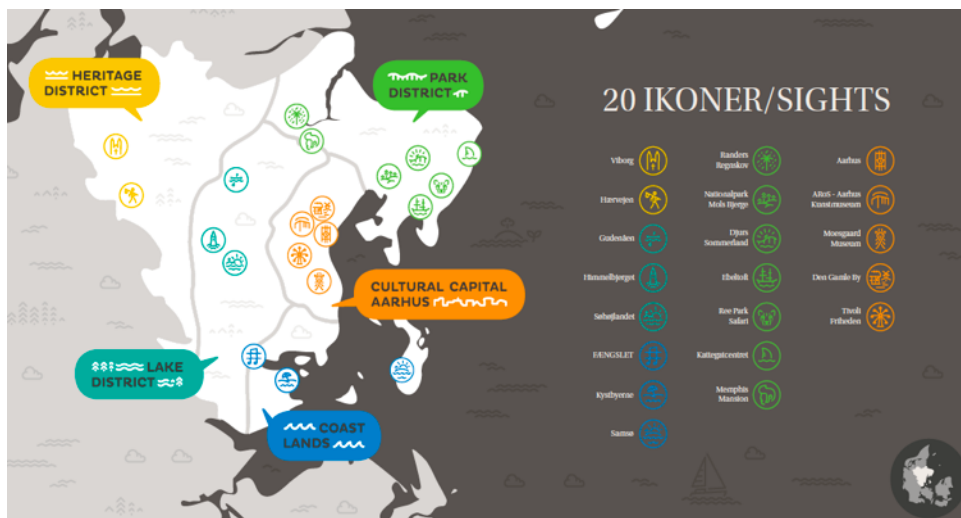 HERITAGE
DISTRICT
PARK
DISTRICT
CULTURAL CAPITAL
AARHUS
LAKE
DISTRICT
COAST
LANDS
20 IKONER/SIGHTS
Viborg
Hærvejen
Gudenåen
Himmelbjerget
Søhøjlandet
FÆNGSLET
Kystbyerne
Samsø
Randers
Regnskov
Nationalpark
Mols Bjerge
Djurs
Sommerland
Ebeltoft
Ree Park
Safari
Kattegatcentret
Memphis
Mansion
Aarhus
ARoS - Aarhus
Kunstmuseum
Moesgaard
Museum
Den Gamle By
Tivoli
Friheden